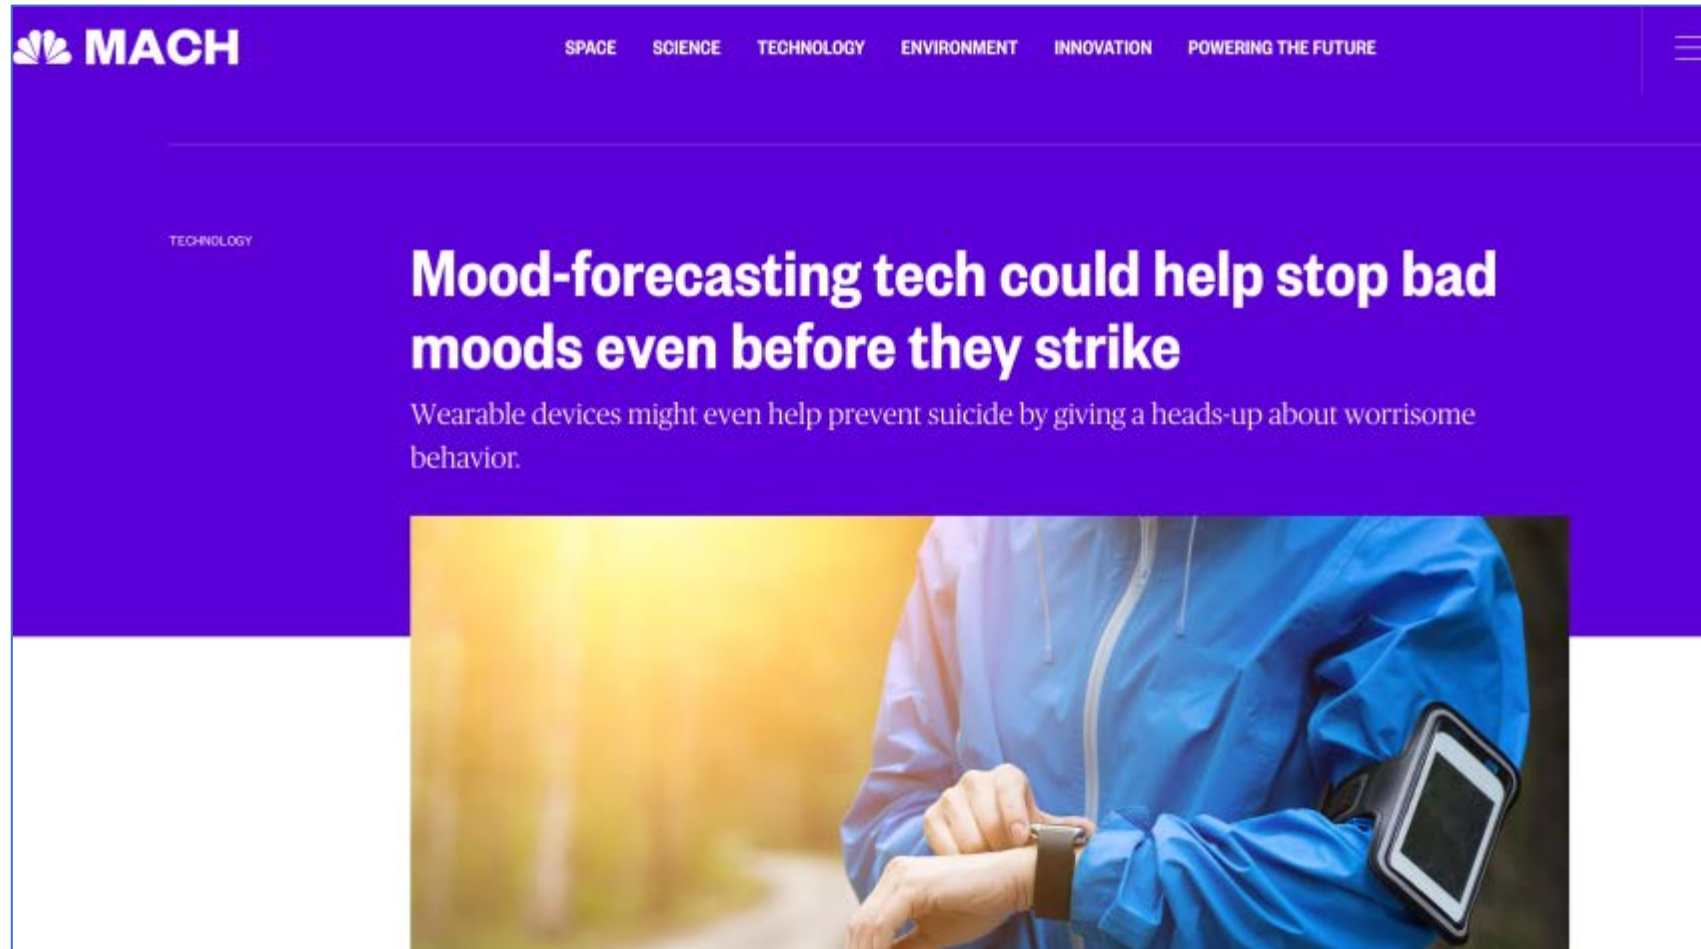 MACH
SPACE SCIENCE TECHNOLOGY ENVIRONMENT INNOVATION POWERING THE FUTURE
TECHNOLOGY
Mood-forecasting tech could help stop bad
moods even before they strike
Wearable devices might even help prevent suicide by giving a heads-up about worrisome
behavior.